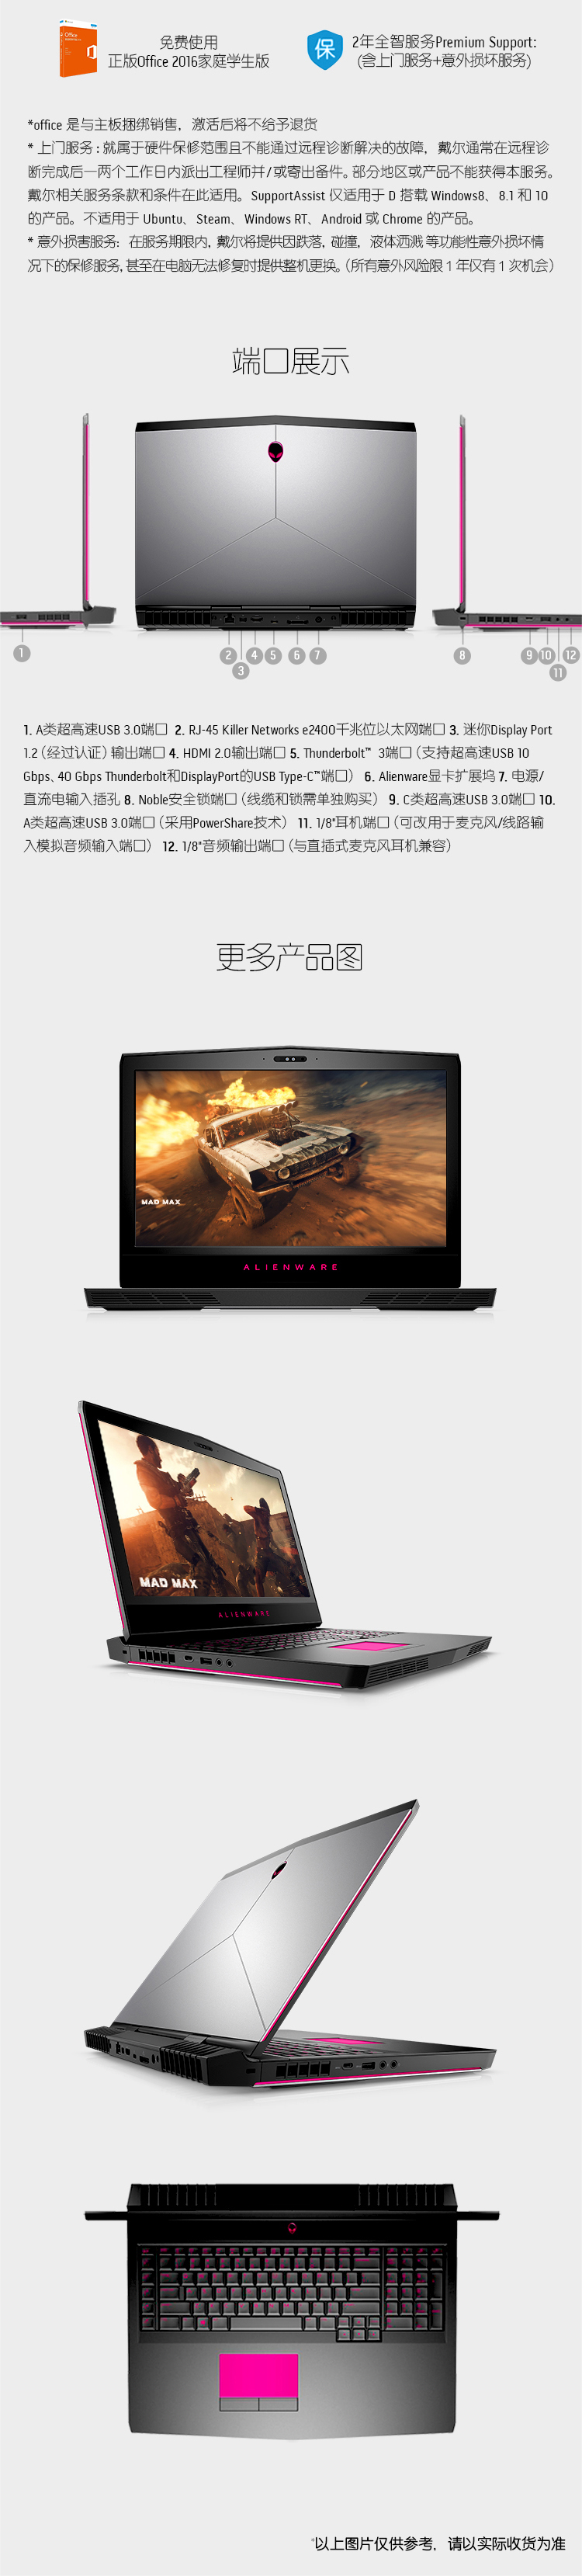 Office
免费使用
正版Office 2016家庭学生版
保
2年全智服务Premium Support:
(含上门服务+意外损坏服务)
*office 是与主板捆绑销售，激活后将不给予退货
* 上门服务 : 就属于硬件保修范围且不能通过远程诊断解决的故障，戴尔通常在远程诊
断完成后一两个工作日内派出工程师并/或寄出备件。部分地区或产品不能获得本服务。
戴尔相关服务条款和条件在此适用。SupportAssist 仅适用于 D 搭载 Windows8、8.1 和 10
的产品。不适用于 Ubuntu、Steam、Windows RT、Android 或 Chrome 的产品。
* 意外损害服务：在服务期限内，戴尔将提供因跌落，碰撞，液体洒溅 等功能性意外损坏情
况下的保修服务，甚至在电脑无法修复时提供整机更换。（所有意外风险限 1 年仅有 1 次机会）
端口展示
1
2
3
4
5
6
7
8
9
10
11
12
1. A类超高速USB 3.0端口 2. RJ-45 Killer Networks e2400千兆位以太网端口 3. 迷你Display Port
1.2（经过认证）输出端口 4. HDMI 2.0输出端口 5. Thunderbolt™ 3端口（支持超高速USB 10
Gbps、40 Gbps Thunderbolt和DisplayPort的USB Type-C™端口） 6. Alienware显卡扩展坞 7. 电源/
直流电输入插孔 8. Noble安全锁端口（线缆和锁需单独购买） 9. C类超高速USB 3.0端口 10.
A类超高速USB 3.0端口（采用PowerShare技术） 11. 1/8"耳机端口（可改用于麦克风/线路输
入模拟音频输入端口） 12. 1/8"音频输出端口（与直插式麦克风耳机兼容）
更多产品图
MAD MAX
ALIENWARE
MAD MAX
ALIENWARE
*以上图片仅供参考，请以实际收货为准